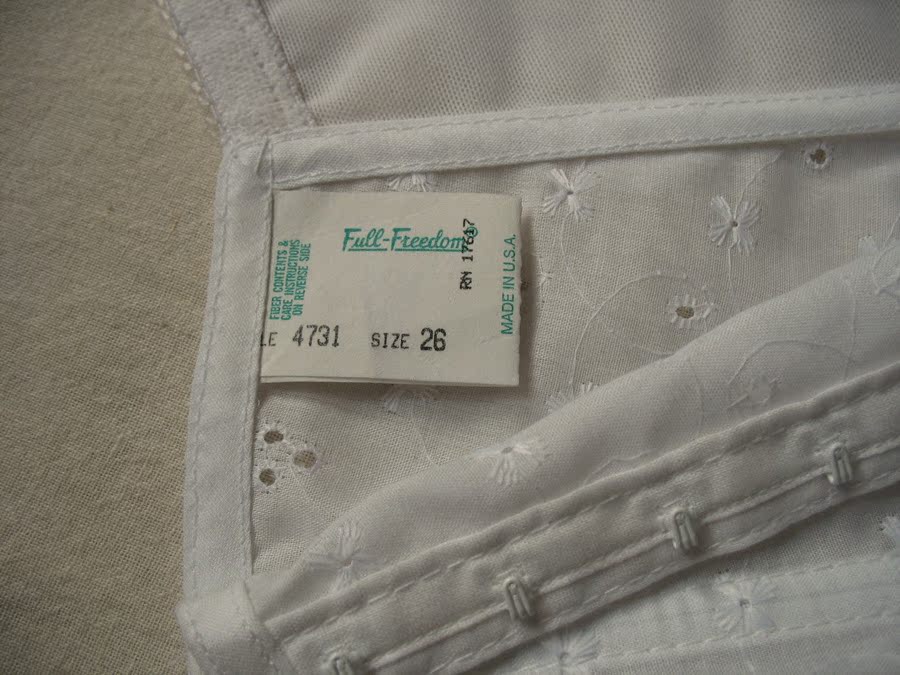 FIBER CONTENTS &
CARE INSTRUCTIONS
ON REVERSE SIDE
Full-Freedom®
RN 17617
MADE IN U.S.A.
LE 4731 SIZE 26